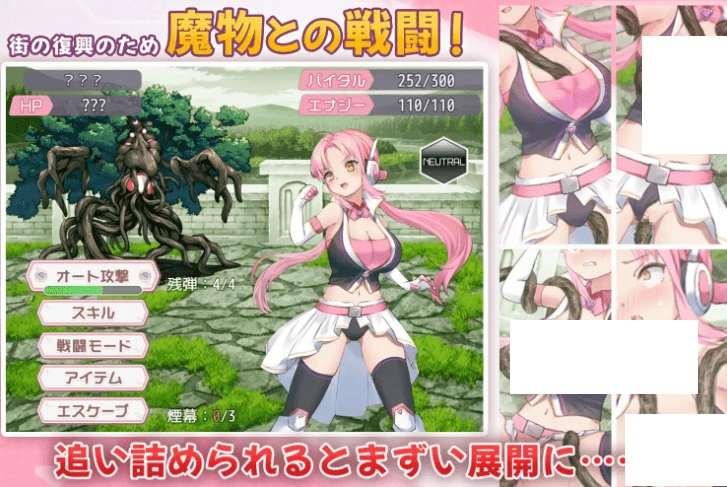 街の復興のため 魔物との戦闘！
？？？
HP ???
バイタル 252/300
エナジー 110/110
NEUTRAL
オート攻撃
残弾：4/4
スキル
戦闘モード
アイテム
エスケープ
煙幕：0/3
追い詰められるとまずい展開に……